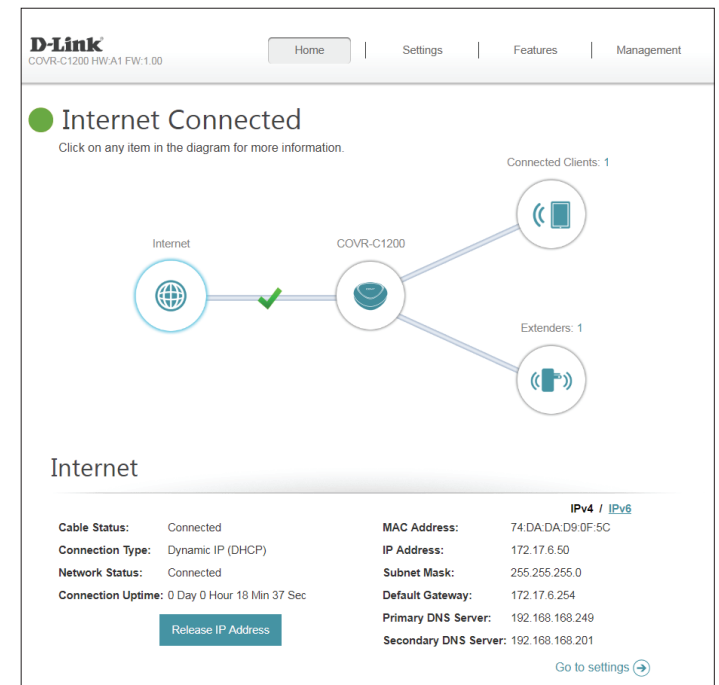 D-Link
COVR-C1200 HW:A1 FW:1.00
Home
Settings
Features
Management
Internet Connected
Click on any item in the diagram for more information.
Connected Clients: 1
Internet
COVR-C1200
Extenders: 1
Internet
IPv4 / IPv6
Cable Status: Connected
Connection Type: Dynamic IP (DHCP)
Network Status: Connected
Connection Uptime: 0 Day 0 Hour 18 Min 37 Sec
Release IP Address
MAC Address: 74:DA:DA:D9:0F:5C
IP Address: 172.17.6.50
Subnet Mask: 255.255.255.0
Default Gateway: 172.17.6.254
Primary DNS Server: 192.168.168.249
Secondary DNS Server: 192.168.168.201
Go to settings